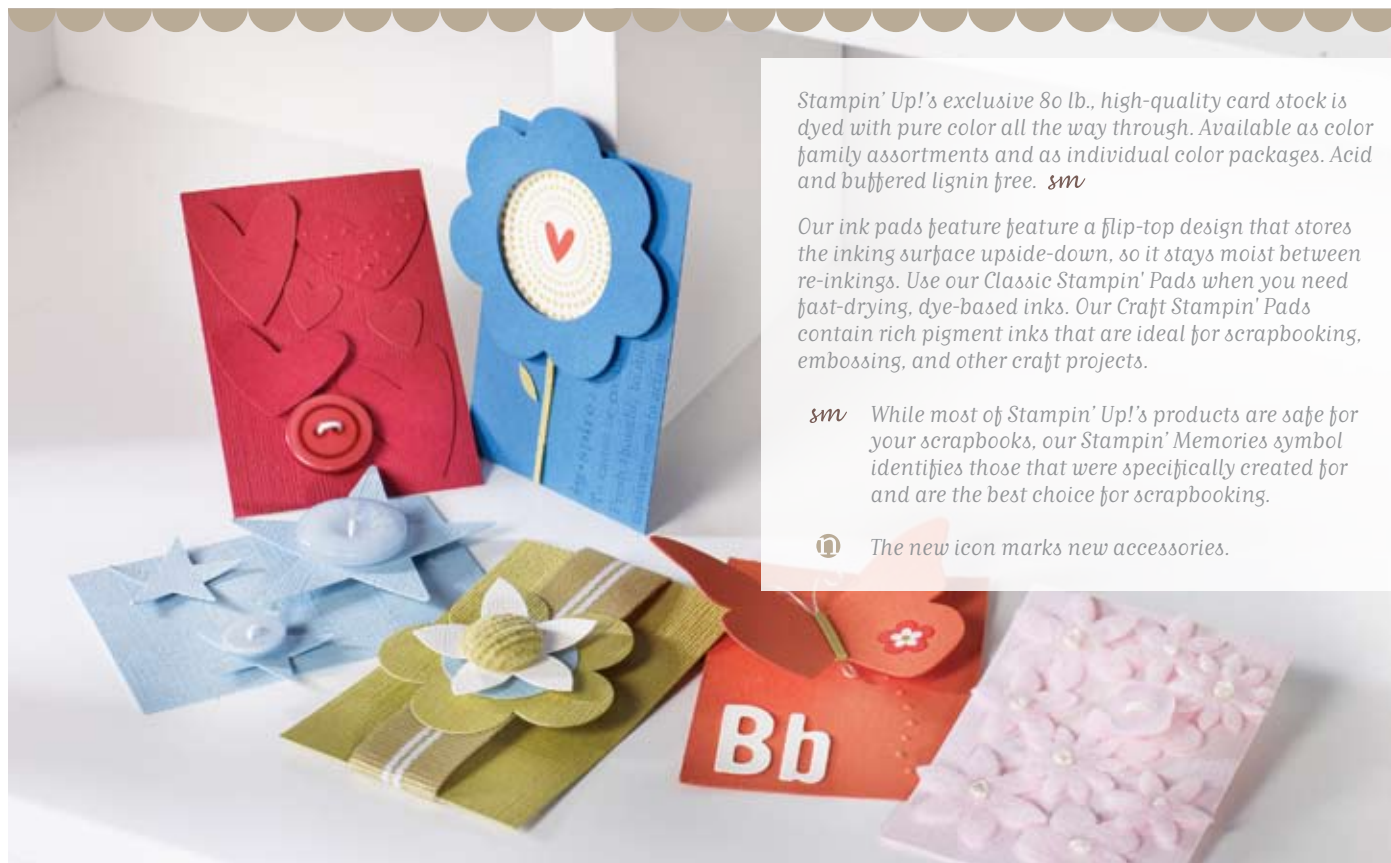 Stampin' Up!'s exclusive 80 lb., high-quality card stock is
dyed with pure color all the way through. Available as color
family assortments and as individual color packages. Acid
and buffered lignin free. sm
Our ink pads feature feature a flip-top design that stores
the inking surface upside-down, so it stays moist between
re-inkings. Use our Classic Stampin' Pads when you need
fast-drying, dye-based inks. Our Craft Stampin' Pads
contain rich pigment inks that are ideal for scrapbooking,
embossing, and other craft projects.
sm While most of Stampin' Up!'s products are safe for
your scrapbooks, our Stampin' Memories symbol
identifies those that were specifically created for
and are the best choice for scrapbooking.
n The new icon marks new accessories.
Bb